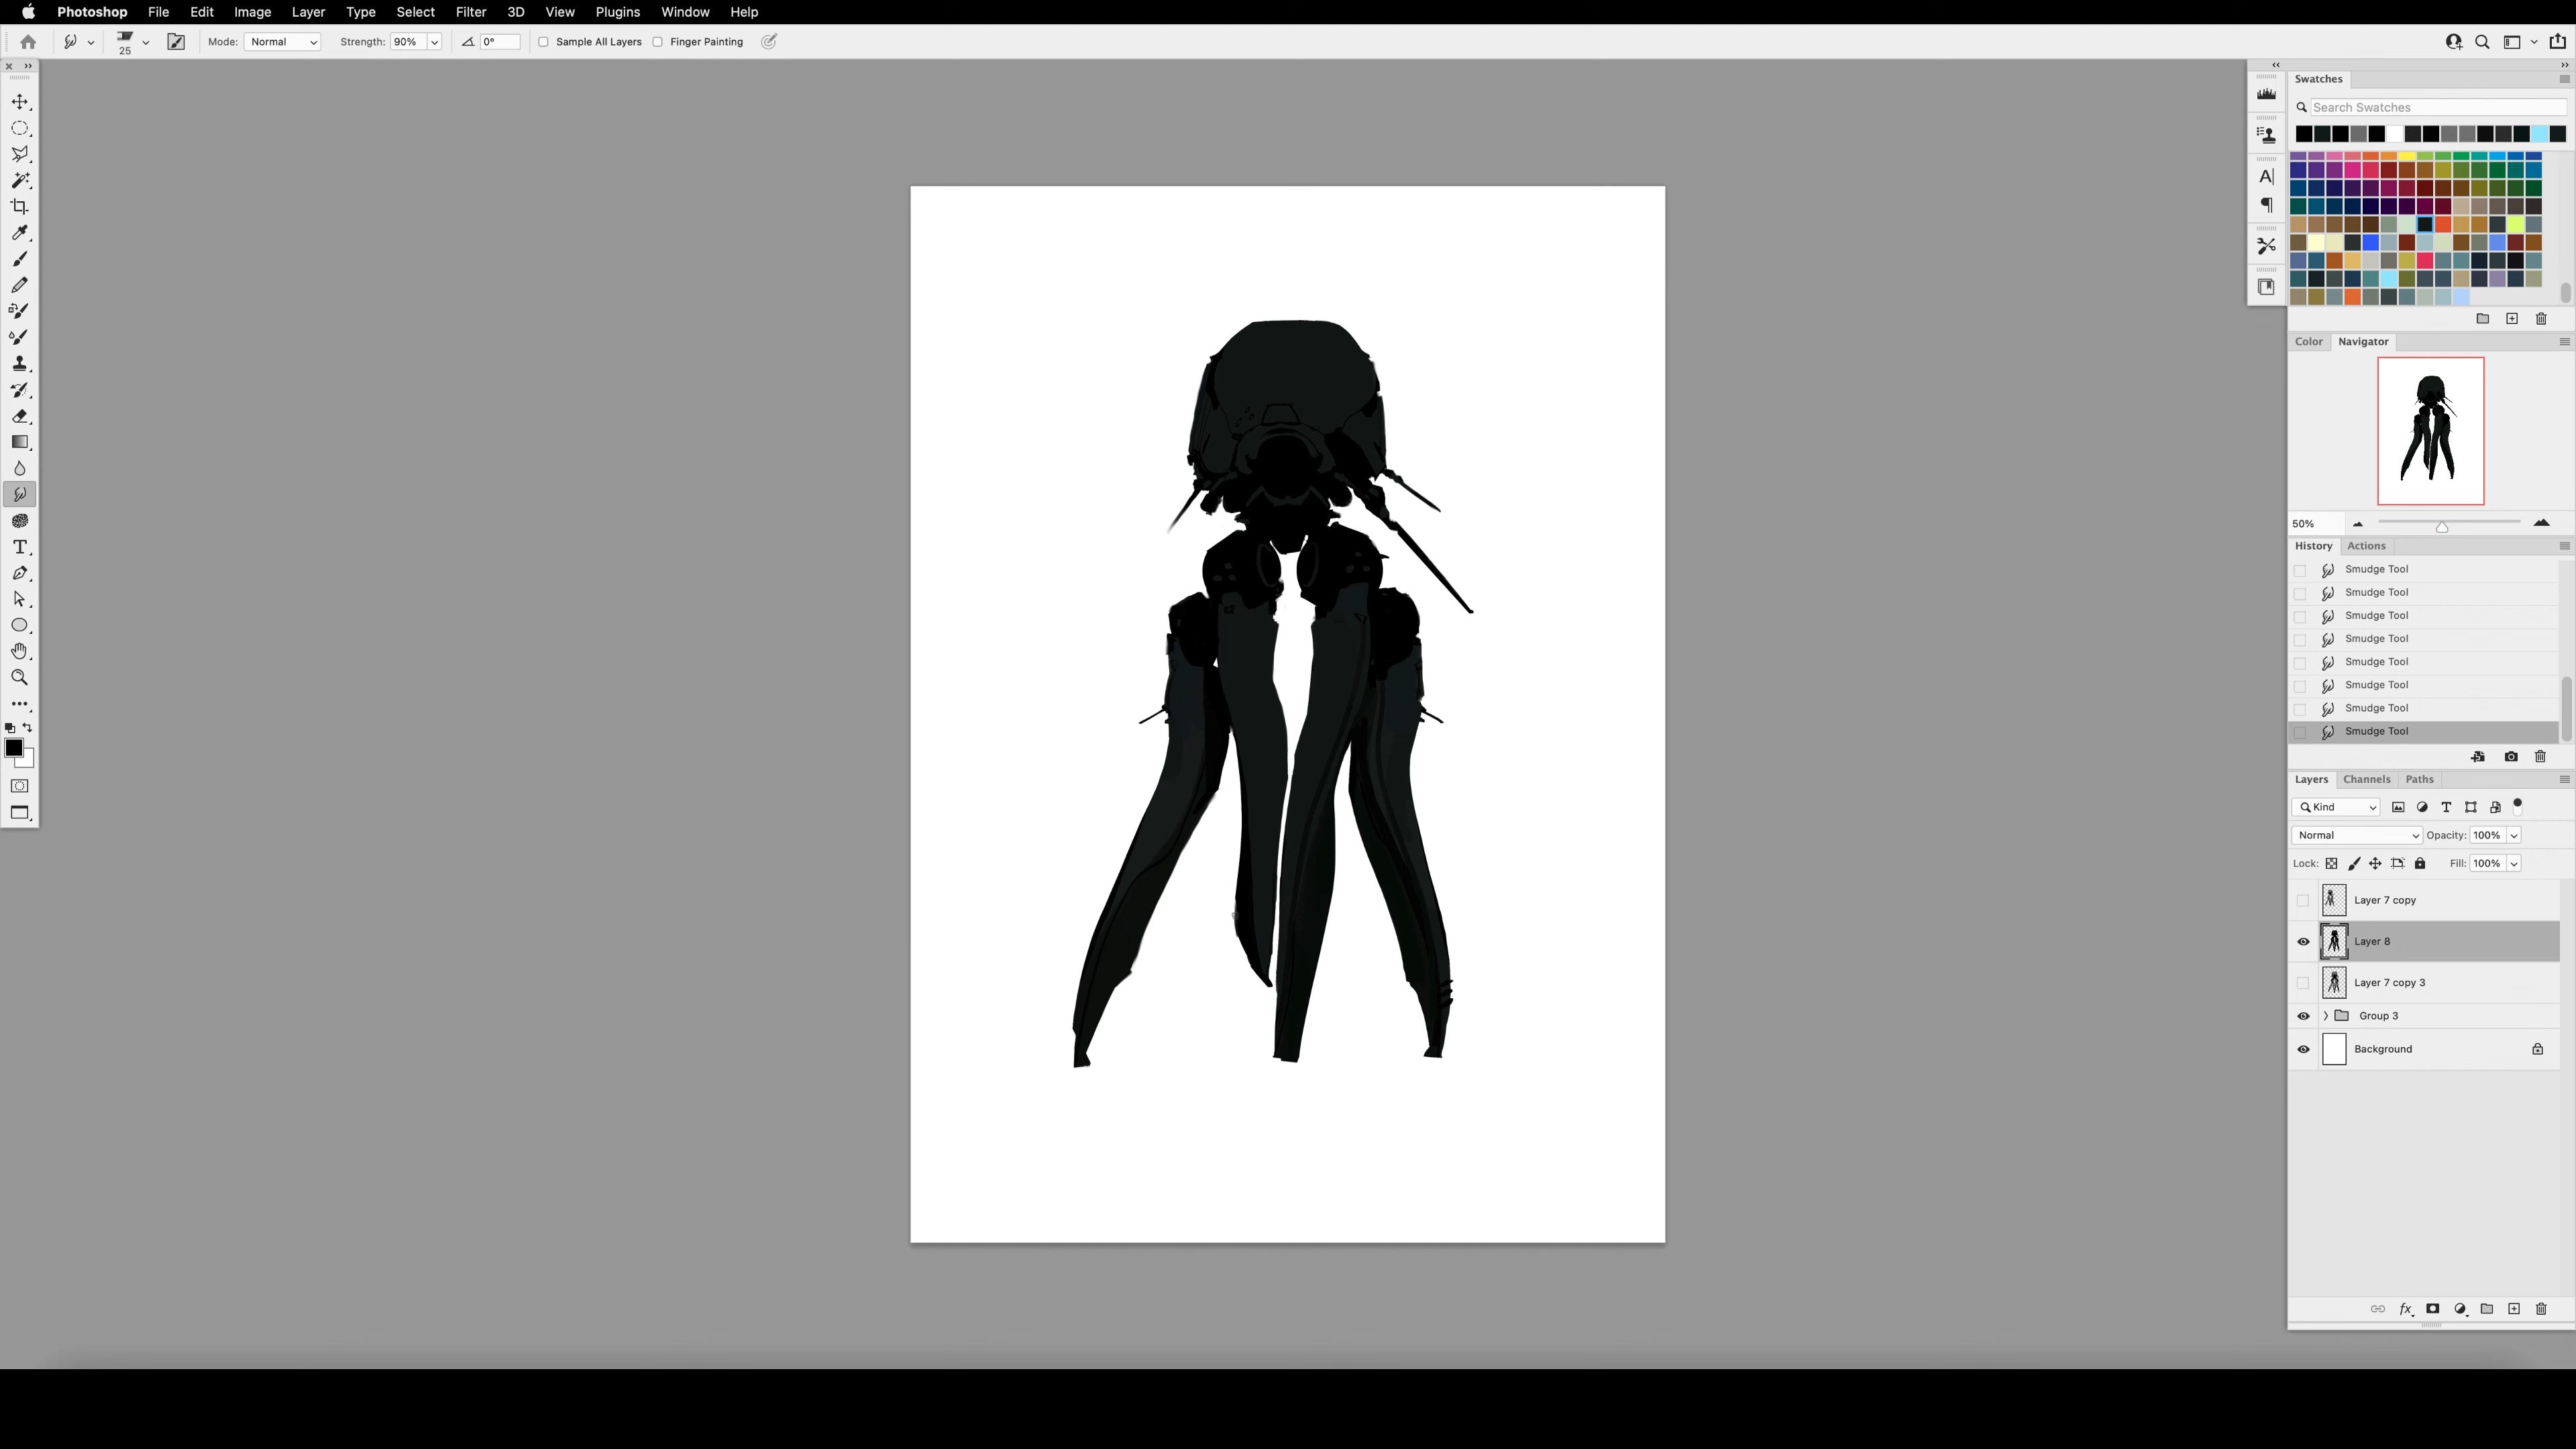 Photoshop File Edit Image Layer Type Select Filter 3D View Plugins Window Help
25 Mode: Normal Strength: 90% 0° Sample All Layers Finger Painting
Swatches
Search Swatches
Color Navigator
50%
History Actions
Smudge Tool
Smudge Tool
Smudge Tool
Smudge Tool
Smudge Tool
Smudge Tool
Smudge Tool
Smudge Tool
Layers Channels Paths
Kind
Normal Opacity: 100%
Lock: Fill: 100%
Layer 7 copy
Layer 8
Layer 7 copy 3
Group 3
Background
fx